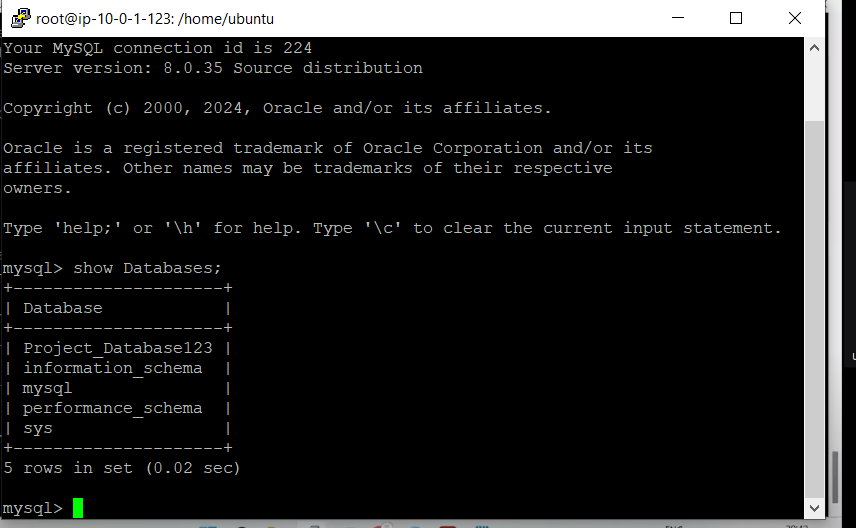 root@ip-10-0-1-123: /home/ubuntu
Your MySQL connection id is 224
Server version: 8.0.35 Source distribution
Copyright (c) 2000, 2024, Oracle and/or its affiliates.
Oracle is a registered trademark of Oracle Corporation and/or its
affiliates. Other names may be trademarks of their respective
owners.
Type 'help;' or '\h' for help. Type '\c' to clear the current input statement.
mysql> show Databases;
+---------------------+
| Database            |
+---------------------+
| Project_Database123 |
| information_schema  |
| mysql               |
| performance_schema  |
| sys                 |
+---------------------+
5 rows in set (0.02 sec)
mysql>